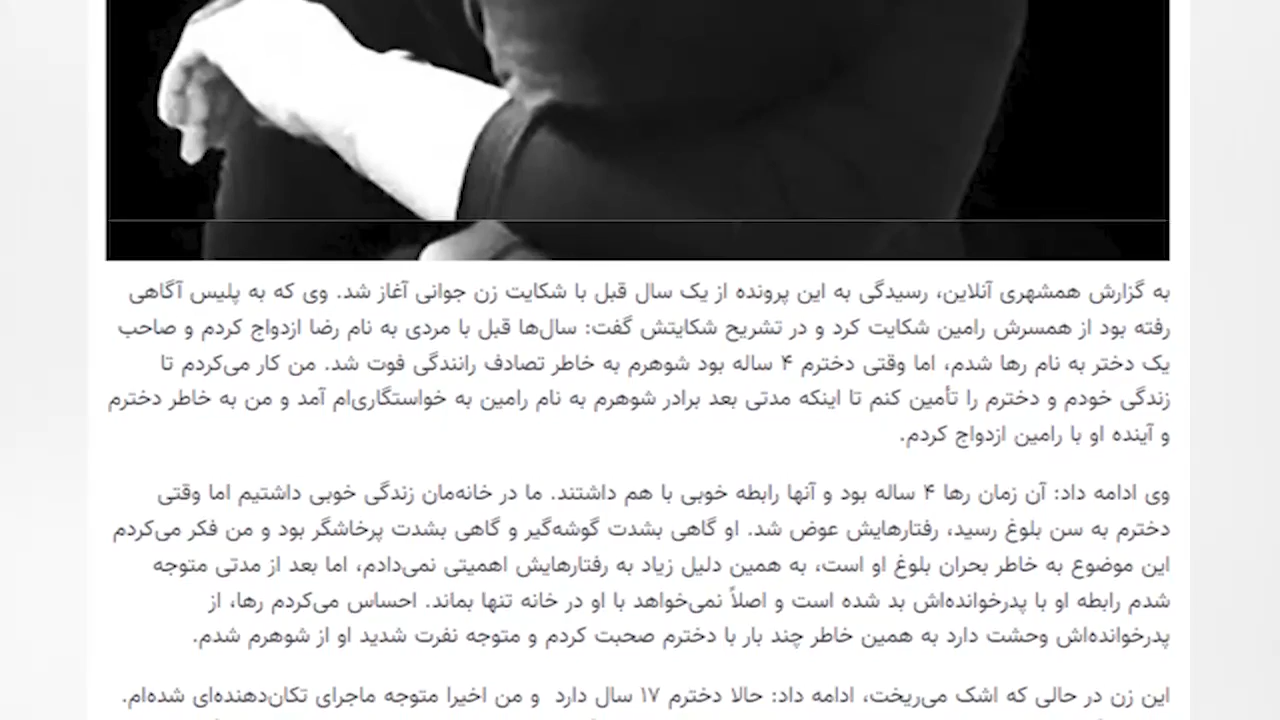 به گزارش همشهری آنلاین، رسیدگی به این پرونده از یک سال قبل با شکایت زن جوانی آغاز شد. وی که به پلیس آگاهی
رفته بود از همسرش رامین شکایت کرد و در تشریح شکایتش گفت: سال‌ها قبل با مردی به نام رضا ازدواج کردم و صاحب
یک دختر به نام رها شدم، اما وقتی دخترم ۴ ساله بود شوهرم به خاطر تصادف رانندگی فوت شد. من کار می‌کردم تا
زندگی خودم و دخترم را تأمین کنم تا اینکه مدتی بعد برادر شوهرم به نام رامین به خواستگاری‌ام آمد و من به خاطر دخترم
و آینده او با رامین ازدواج کردم.
وی ادامه داد: آن زمان رها ۴ ساله بود و آنها رابطه خوبی با هم داشتند. ما در خانه‌مان زندگی خوبی داشتیم اما وقتی
دخترم به سن بلوغ رسید، رفتارهایش عوض شد. او گاهی بشدت گوشه‌گیر و گاهی بشدت پرخاشگر بود و من فکر می‌کردم
این موضوع به خاطر بحران بلوغ او است، به همین دلیل زیاد به رفتارهایش اهمیتی نمی‌دادم، اما بعد از مدتی متوجه
شدم رابطه او با پدرخوانده‌اش بد شده است و اصلاً نمی‌خواهد با او در خانه تنها بماند. احساس می‌کردم رها، از
پدرخوانده‌اش وحشت دارد به همین خاطر چند بار با دخترم صحبت کردم و متوجه نفرت شدید او از شوهرم شدم.
این زن در حالی که اشک می‌ریخت، ادامه داد: حالا دخترم ۱۷ سال دارد و من اخیرا متوجه ماجرای تکان‌دهنده‌ای شده‌ام.